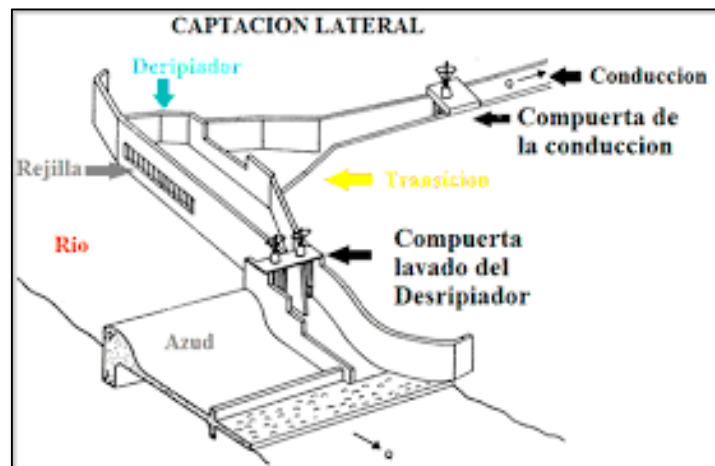 CAPTACION LATERAL
Deripiador
Q
Conduccion
Compuerta de
la conduccion
Rejilla
Transicion
Rio
Compuerta
lavado del
Desripiador
Azud
Q